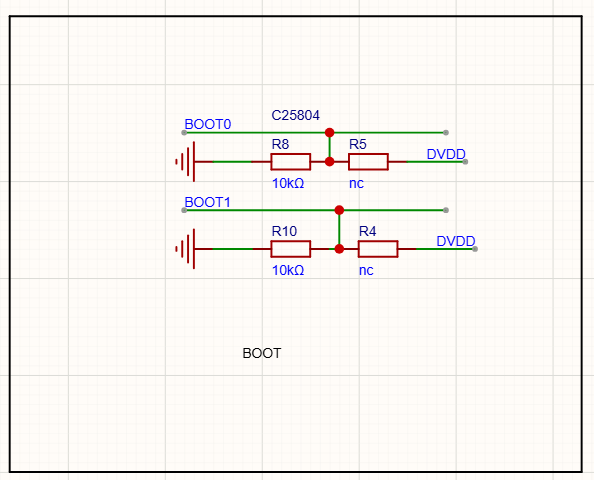 C25804
BOOT0
R8
R5
DVDD
10kΩ
nc
BOOT1
R10
R4
DVDD
10kΩ
nc
BOOT